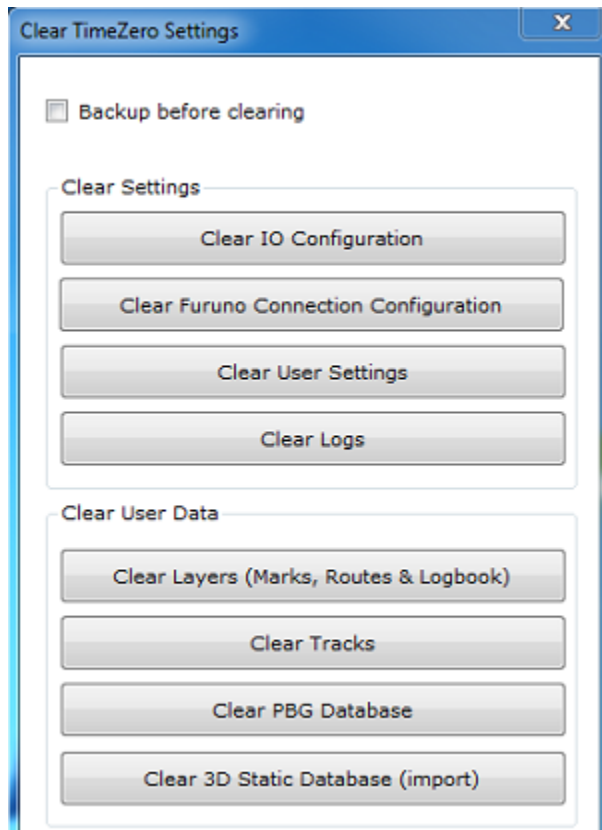 Clear TimeZero Settings
Backup before clearing
Clear Settings
Clear IO Configuration
Clear Furuno Connection Configuration
Clear User Settings
Clear Logs
Clear User Data
Clear Layers (Marks, Routes & Logbook)
Clear Tracks
Clear PBG Database
Clear 3D Static Database (import)